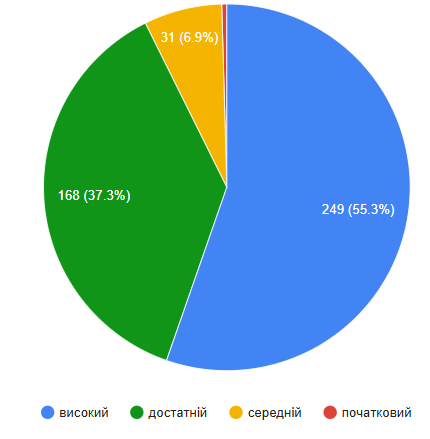 31 (6.9%)
168 (37.3%)
249 (55.3%)
високий достатній середній початковий